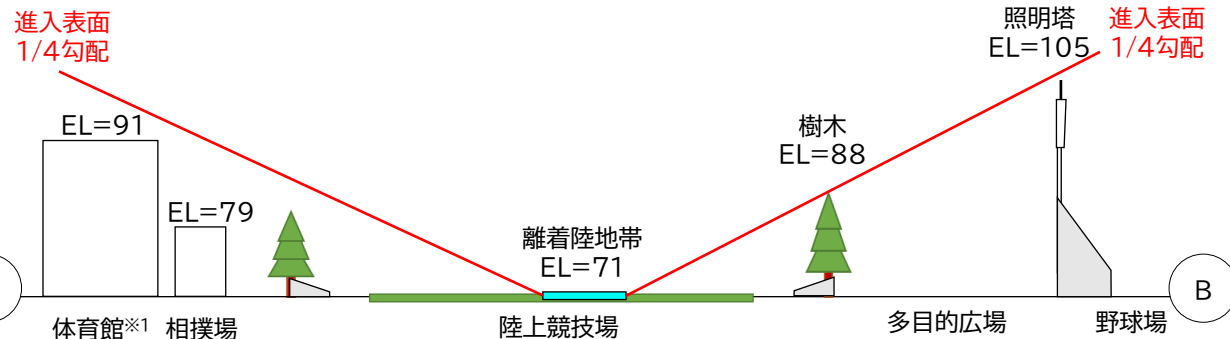 進入表面
1/4勾配
照明塔
EL=105
進入表面
1/4勾配
EL=91
樹木
EL=88
EL=79
離着陸地帯
EL=71
B
体育館※1
相撲場
陸上競技場
多目的広場
野球場